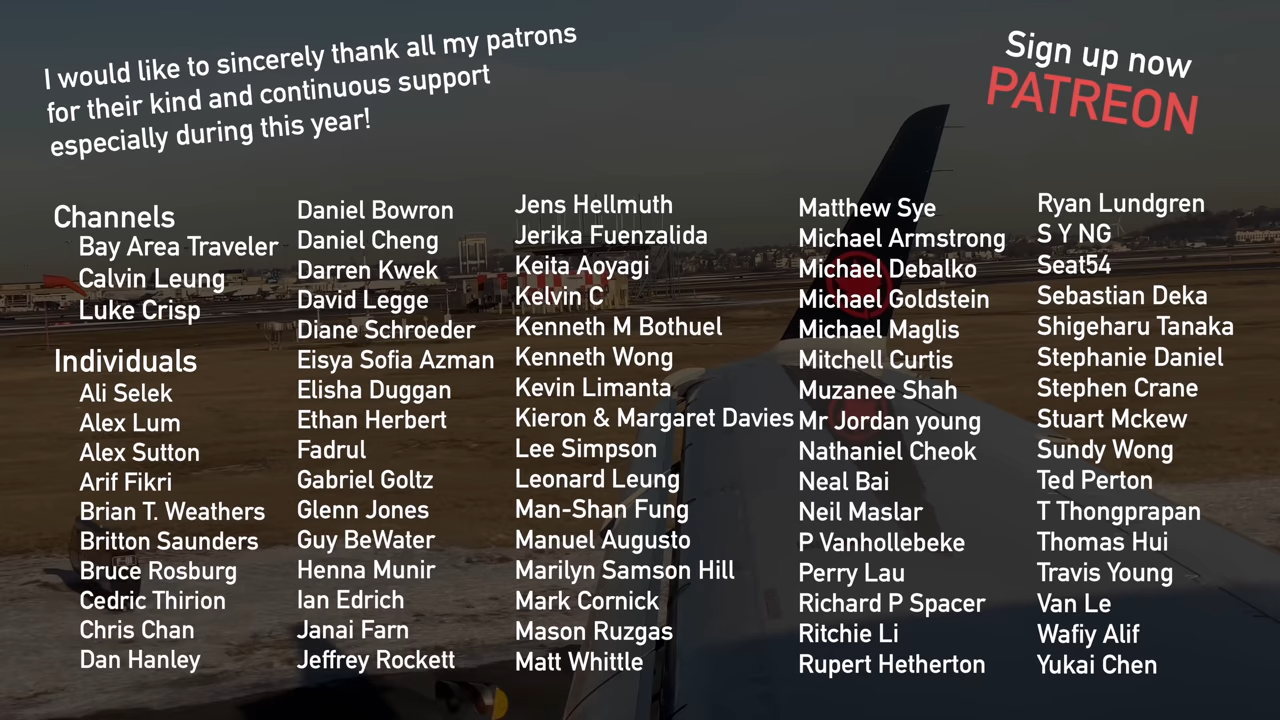 I would like to sincerely thank all my patrons
for their kind and continuous support
especially during this year!
Sign up now
PATREON
Channels
Bay Area Traveler
Calvin Leung
Luke Crisp
Individuals
Ali Selek
Alex Lum
Alex Sutton
Arif Fikri
Brian T. Weathers
Britton Saunders
Bruce Rosburg
Cedric Thirion
Chris Chan
Dan Hanley
Daniel Bowron
Daniel Cheng
Darren Kwek
David Legge
Diane Schroeder
Eisya Sofia Azman
Elisha Duggan
Ethan Herbert
Fadrul
Gabriel Goltz
Glenn Jones
Guy BeWater
Henna Munir
Ian Edrich
Janai Farn
Jeffrey Rockett
Jens Hellmuth
Jerika Fuenzalida
Keita Aoyagi
Kelvin C
Kenneth M Bothuel
Kenneth Wong
Kevin Limanta
Kieron & Margaret Davies
Lee Simpson
Leonard Leung
Man-Shan Fung
Manuel Augusto
Marilyn Samson Hill
Mark Cornick
Mason Ruzgas
Matt Whittle
Matthew Sye
Michael Armstrong
Michael Debalko
Michael Goldstein
Michael Maglis
Mitchell Curtis
Muzanee Shah
Mr Jordan young
Nathaniel Cheok
Neal Bai
Neil Maslar
P Vanhollebeke
Perry Lau
Richard P Spacer
Ritchie Li
Rupert Hetherton
Ryan Lundgren
S Y NG
Seat54
Sebastian Deka
Shigeharu Tanaka
Stephanie Daniel
Stephen Crane
Stuart Mckew
Sundy Wong
Ted Perton
T Thongprapan
Thomas Hui
Travis Young
Van Le
Wafiy Alif
Yukai Chen